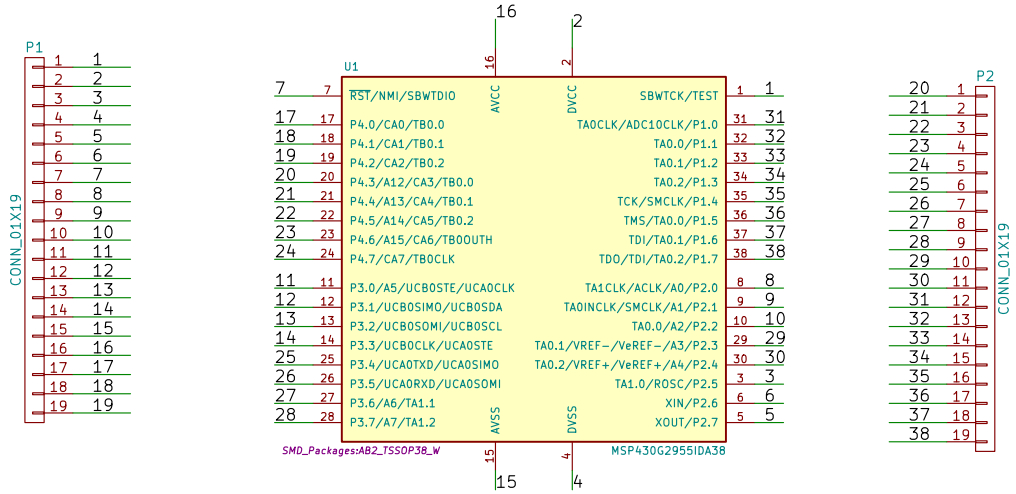 P1
1 1
2 2
3 3
4 4
5 5
6 6
7 7
8 8
9 9
10 10
11 11
12 12
13 13
14 14
15 15
16 16
17 17
18 18
19 19
CONN_01X19
U1
16 2
16 2
AVCC DVCC
7 7 RST/NMI/SBWTDIO SBWTCK/TEST 1 1
17 17 P4.0/CA0/TB0.0 TA0CLK/ADC10CLK/P1.0 31 31
18 18 P4.1/CA1/TB0.1 TA0.0/P1.1 32 32
19 19 P4.2/CA2/TB0.2 TA0.1/P1.2 33 33
20 20 P4.3/A12/CA3/TB0.0 TA0.2/P1.3 34 34
21 21 P4.4/A13/CA4/TB0.1 TCK/SMCLK/P1.4 35 35
22 22 P4.5/A14/CA5/TB0.2 TMS/TA0.0/P1.5 36 36
23 23 P4.6/A15/CA6/TB0OUTH TDI/TA0.1/P1.6 37 37
24 24 P4.7/CA7/TB0CLK TDO/TDI/TA0.2/P1.7 38 38
11 11 P3.0/A5/UCB0STE/UCA0CLK TA1CLK/ACLK/A0/P2.0 8 8
12 12 P3.1/UCB0SIMO/UCB0SDA TA0INCLK/SMCLK/A1/P2.1 9 9
13 13 P3.2/UCB0SOMI/UCB0SCL TA0.0/A2/P2.2 10 10
14 14 P3.3/UCB0CLK/UCA0STE TA0.1/VREF-/VeREF-/A3/P2.3 29 29
25 25 P3.4/UCA0TXD/UCA0SIMO TA0.2/VREF+/VeREF+/A4/P2.4 30 30
26 26 P3.5/UCA0RXD/UCA0SOMI TA1.0/ROSC/P2.5 3 3
27 27 P3.6/A6/TA1.1 XIN/P2.6 6 6
28 28 P3.7/A7/TA1.2 XOUT/P2.7 5 5
AVSS DVSS
SMD_Packages:AB2_TSSOP38_W MSP430G2955IDA38
15 4
15 4
P2
20 1
21 2
22 3
23 4
24 5
25 6
26 7
27 8
28 9
29 10
30 11
31 12
32 13
33 14
34 15
35 16
36 17
37 18
38 19
CONN_01X19